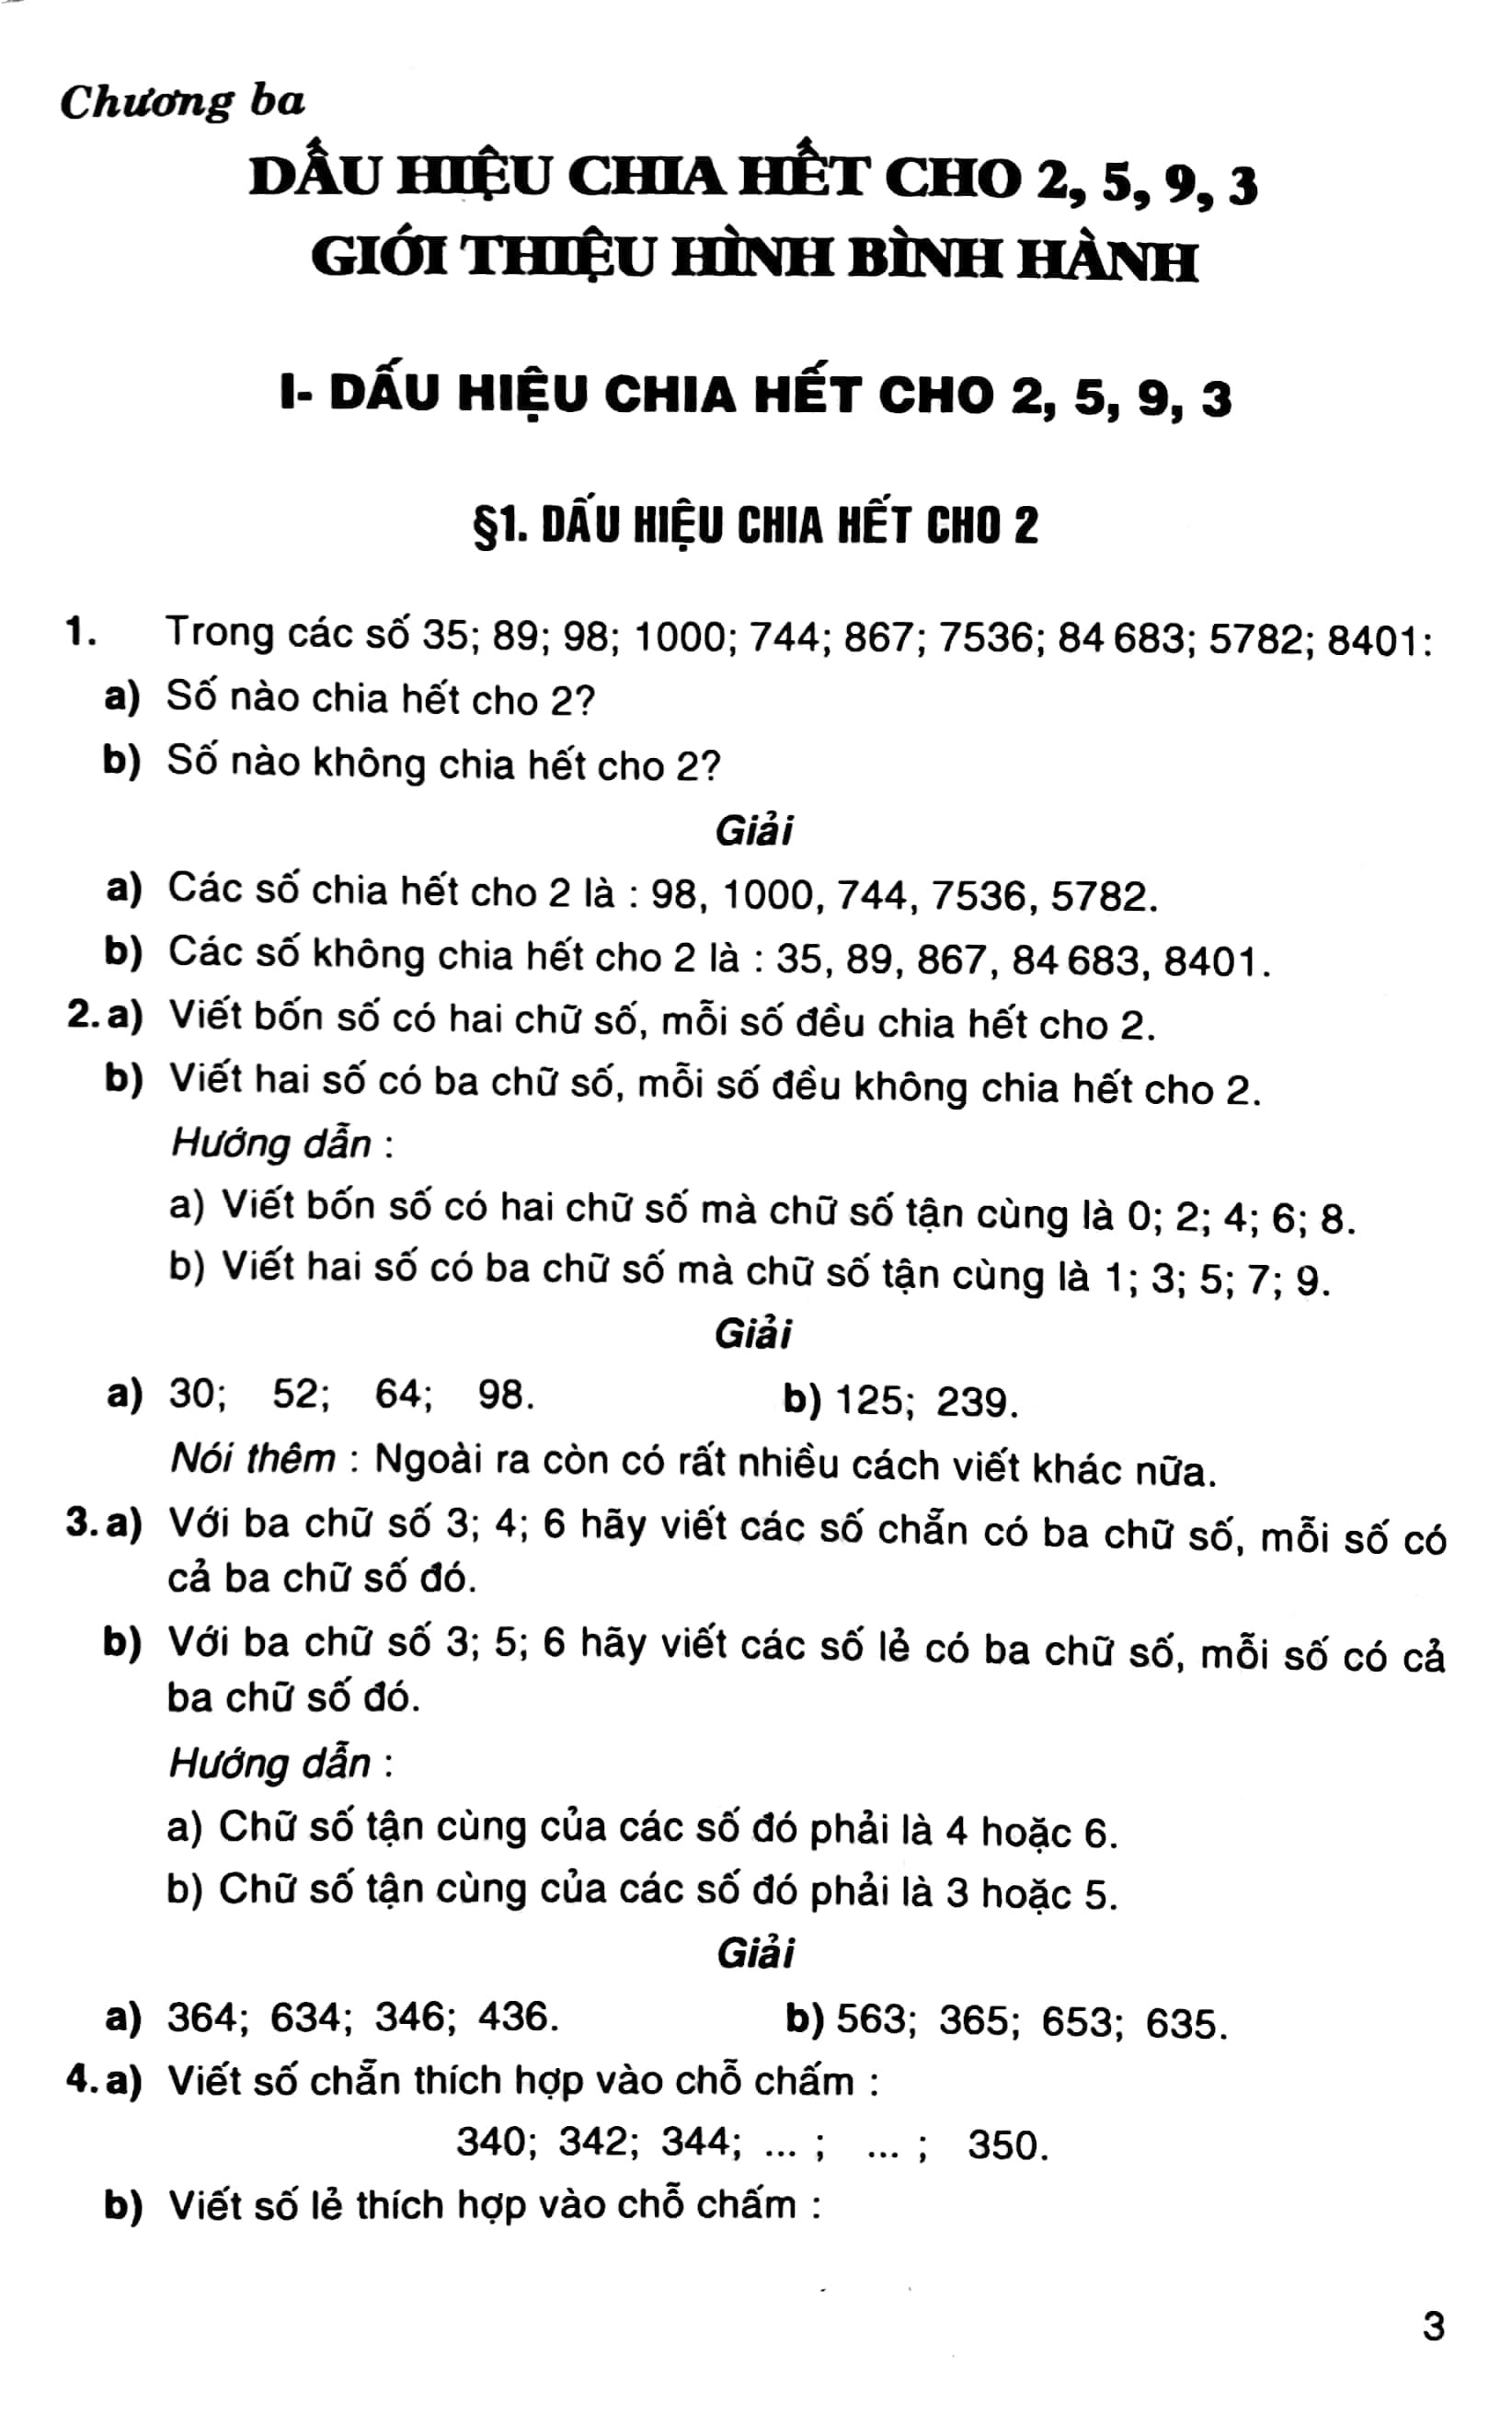 Chương ba
DẤU HIỆU CHIA HẾT CHO 2, 5, 9, 3
GIỚI THIỆU HÌNH BÌNH HÀNH
I- DẤU HIỆU CHIA HẾT CHO 2, 5, 9, 3
§1. DẤU HIỆU CHIA HẾT CHO 2
1. Trong các số 35; 89; 98; 1000; 744; 867; 7536; 84 683; 5782; 8401:
a) Số nào chia hết cho 2?
b) Số nào không chia hết cho 2?
Giải
a) Các số chia hết cho 2 là : 98, 1000, 744, 7536, 5782.
b) Các số không chia hết cho 2 là : 35, 89, 867, 84 683, 8401.
2. a) Viết bốn số có hai chữ số, mỗi số đều chia hết cho 2.
b) Viết hai số có ba chữ số, mỗi số đều không chia hết cho 2.
Hướng dẫn :
a) Viết bốn số có hai chữ số mà chữ số tận cùng là 0; 2; 4; 6; 8.
b) Viết hai số có ba chữ số mà chữ số tận cùng là 1; 3; 5; 7; 9.
Giải
a) 30; 52; 64; 98. b) 125; 239.
Nói thêm : Ngoài ra còn có rất nhiều cách viết khác nữa.
3. a) Với ba chữ số 3; 4; 6 hãy viết các số chẵn có ba chữ số, mỗi số có
cả ba chữ số đó.
b) Với ba chữ số 3; 5; 6 hãy viết các số lẻ có ba chữ số, mỗi số có cả
ba chữ số đó.
Hướng dẫn :
a) Chữ số tận cùng của các số đó phải là 4 hoặc 6.
b) Chữ số tận cùng của các số đó phải là 3 hoặc 5.
Giải
a) 364; 634; 346; 436. b) 563; 365; 653; 635.
4. a) Viết số chẵn thích hợp vào chỗ chấm :
340; 342; 344; ... ; ... ; 350.
b) Viết số lẻ thích hợp vào chỗ chấm :
3